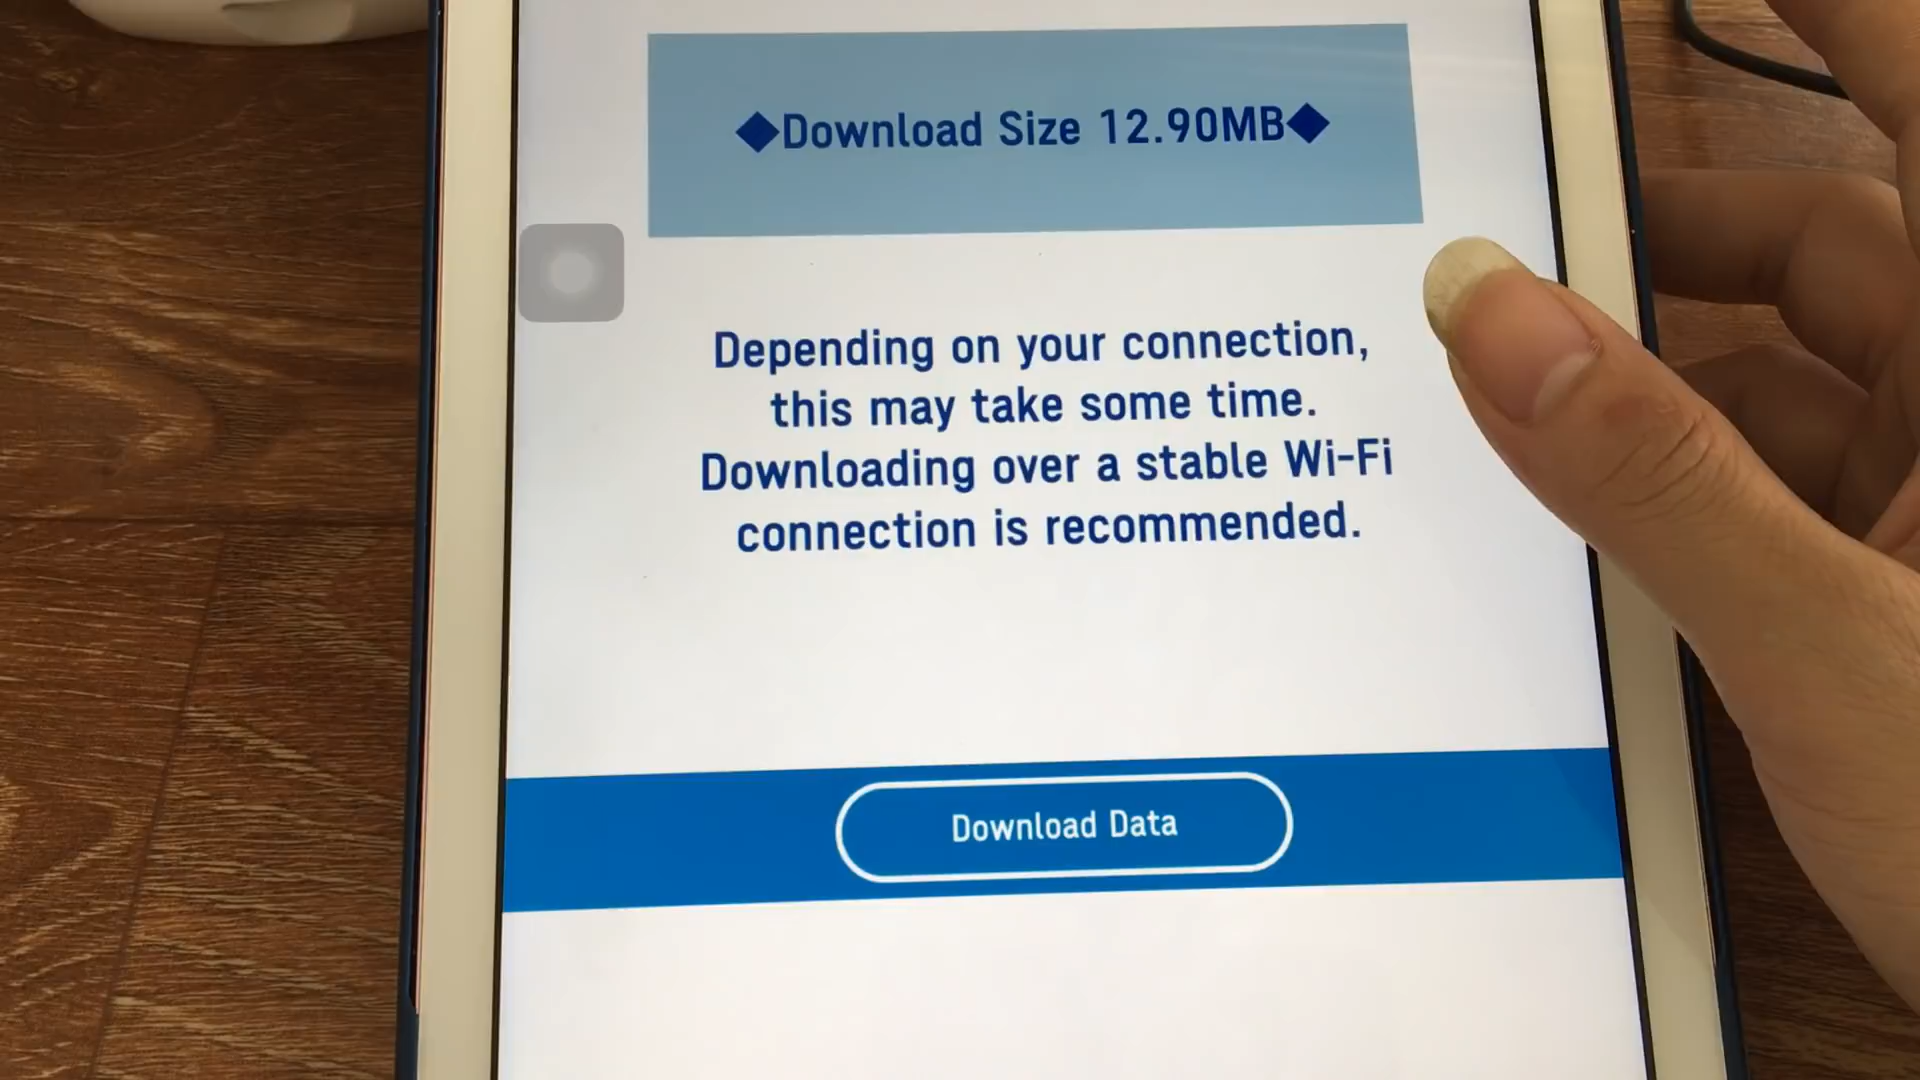 ◆Download Size 12.90MB◆
Depending on your connection,
this may take some time.
Downloading over a stable Wi-Fi
connection is recommended.
Download Data